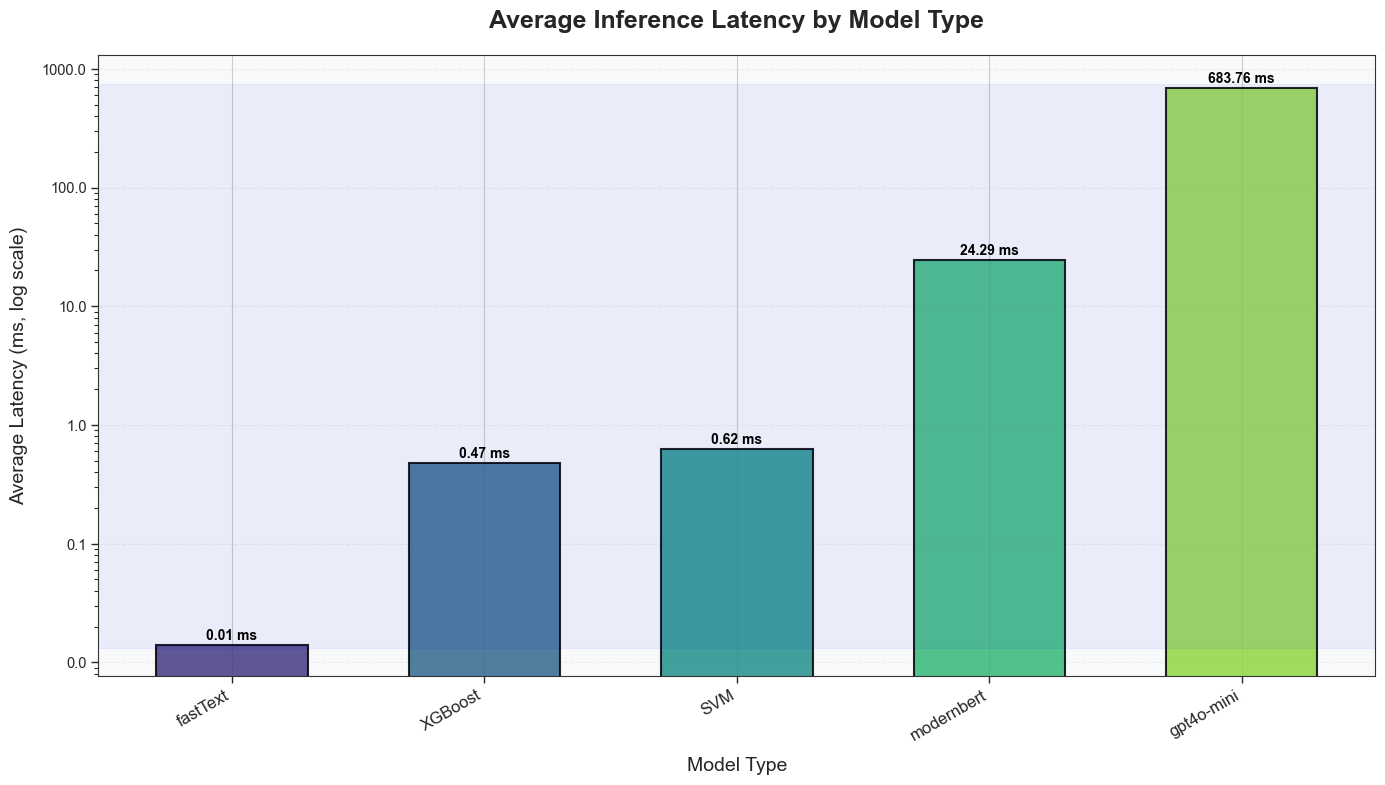 Average Inference Latency by Model Type
Average Latency (ms, log scale)
1000.0
100.0
10.0
1.0
0.1
0.0
0.01 ms
0.47 ms
0.62 ms
24.29 ms
683.76 ms
fastText
XGBoost
SVM
modernbert
gpt4o-mini
Model Type